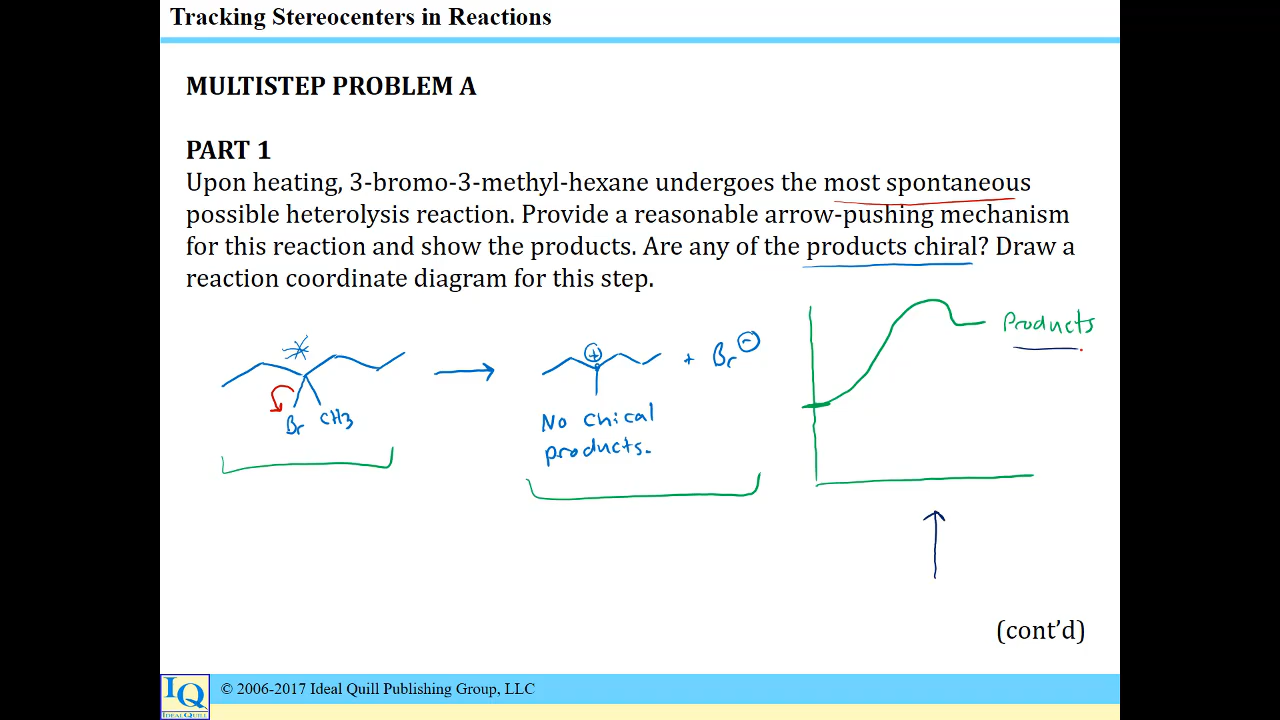 Tracking Stereocenters in Reactions
MULTISTEP PROBLEM A
PART 1
Upon heating, 3-bromo-3-methyl-hexane undergoes the most spontaneous
possible heterolysis reaction. Provide a reasonable arrow-pushing mechanism
for this reaction and show the products. Are any of the products chiral? Draw a
reaction coordinate diagram for this step.
Products
+ Br ⊖
⊕
Br CH3
No chical
products.
(cont’d)
IQ
IDEAL QUILL
© 2006-2017 Ideal Quill Publishing Group, LLC